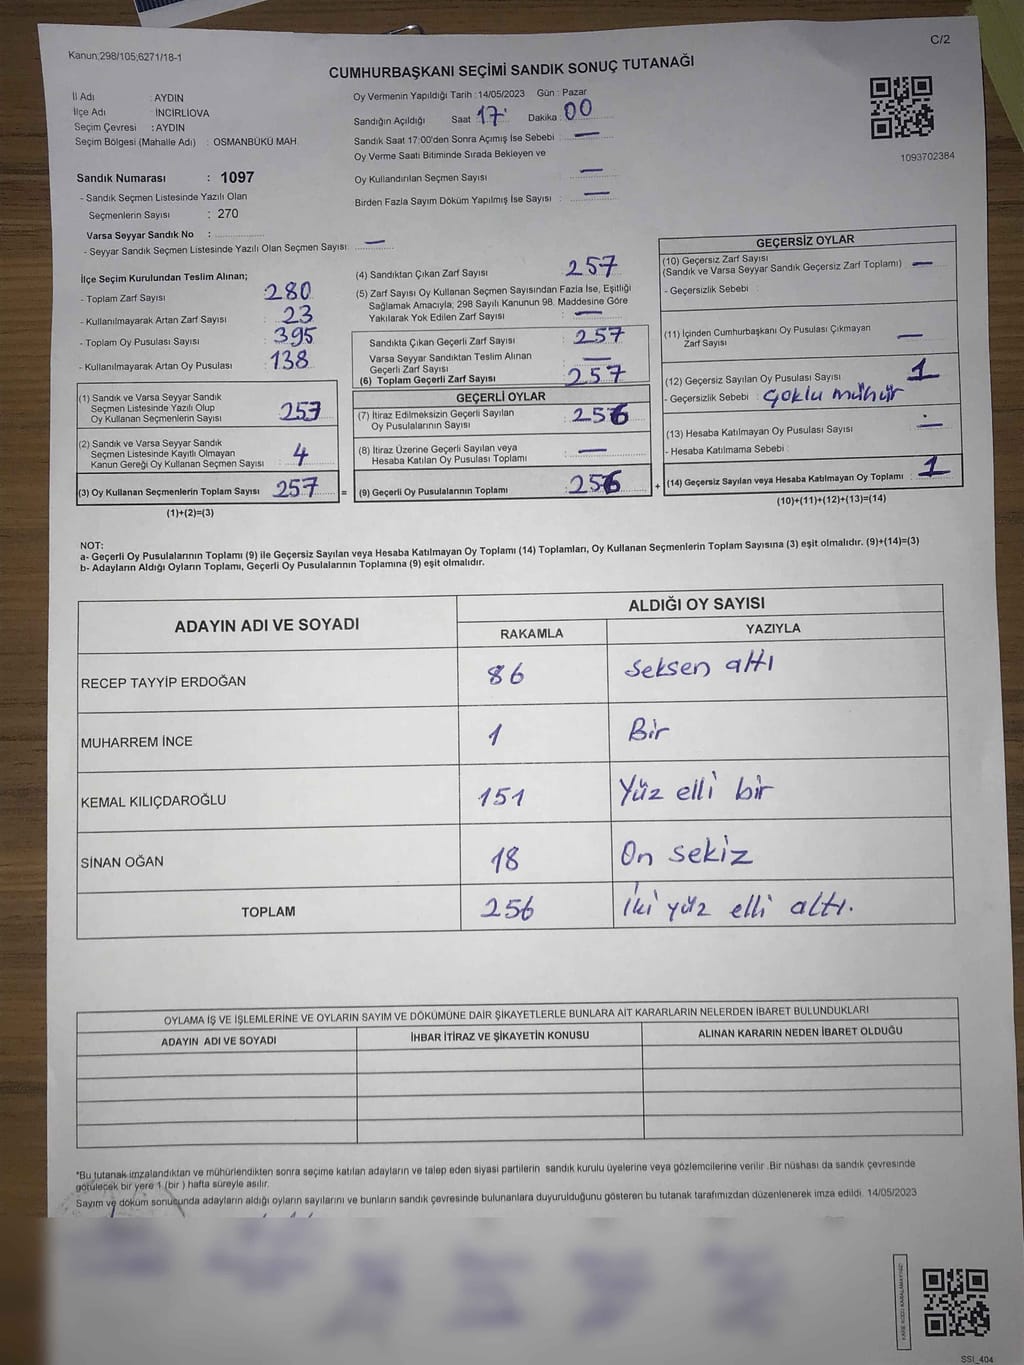 Kanun;298/105;6271/18-1
C/2
CUMHURBAŞKANI SEÇİMİ SANDIK SONUÇ TUTANAĞI
İl Adı : AYDIN
İlçe Adı : İNCİRLİOVA
Seçim Çevresi : AYDIN
Seçim Bölgesi (Mahalle Adı) : OSMANBÜKÜ MAH.
Oy Vermenin Yapıldığı Tarih : 14/05/2023 Gün : Pazar
Sandığın Açıldığı Saat 17 Dakika 00
Sandık Saat 17:00'den Sonra Açımış İse Sebebi : —
Oy Verme Saati Bitiminde Sırada Bekleyen ve
Oy Kullandırılan Seçmen Sayısı : —
Birden Fazla Sayım Döküm Yapılmış İse Sayısı : —
1093702384
Sandık Numarası : 1097
- Sandık Seçmen Listesinde Yazılı Olan
Seçmenlerin Sayısı : 270
Varsa Seyyar Sandık No :
- Seyyar Sandık Seçmen Listesinde Yazılı Olan Seçmen Sayısı: —
İlçe Seçim Kurulundan Teslim Alınan;
- Toplam Zarf Sayısı : 280
- Kullanılmayarak Artan Zarf Sayısı : 23
- Toplam Oy Pusulası Sayısı : 395
- Kullanılmayarak Artan Oy Pusulası : 138
(1) Sandık ve Varsa Seyyar Sandık
Seçmen Listesinde Yazılı Olup
Oy Kullanan Seçmenlerin Sayısı : 253
(2) Sandık ve Varsa Seyyar Sandık
Seçmen Listesinde Kayıtlı Olmayan
Kanun Gereği Oy Kullanan Seçmen Sayısı : 4
(3) Oy Kullanan Seçmenlerin Toplam Sayısı : 257 =
(1)+(2)=(3)
(4) Sandıktan Çıkan Zarf Sayısı : 257
(5) Zarf Sayısı Oy Kullanan Seçmen Sayısından Fazla İse, Eşitliği
Sağlamak Amacıyla; 298 Sayılı Kanunun 98. Maddesine Göre
Yakılarak Yok Edilen Zarf Sayısı : —
Sandıkta Çıkan Geçerli Zarf Sayısı : 257
Varsa Seyyar Sandıktan Teslim Alınan
Geçerli Zarf Sayısı : —
(6) Toplam Geçerli Zarf Sayısı : 257
GEÇERLİ OYLAR
(7) İtiraz Edilmeksizin Geçerli Sayılan
Oy Pusulalarının Sayısı : 256
(8) İtiraz Üzerine Geçerli Sayılan veya
Hesaba Katılan Oy Pusulası Toplamı : —
(9) Geçerli Oy Pusulalarının Toplamı : 256 +
GEÇERSİZ OYLAR
(10) Geçersiz Zarf Sayısı
(Sandık ve Varsa Seyyar Sandık Geçersiz Zarf Toplamı) : —
- Geçersizlik Sebebi :
(11) İçinden Cumhurbaşkanı Oy Pusulası Çıkmayan
Zarf Sayısı : —
(12) Geçersiz Sayılan Oy Pusulası Sayısı : 1
- Geçersizlik Sebebi : Çoklu mühür
(13) Hesaba Katılmayan Oy Pusulası Sayısı : —
- Hesaba Katılmama Sebebi :
(14) Geçersiz Sayılan veya Hesaba Katılmayan Oy Toplamı : 1
(10)+(11)+(12)+(13)=(14)
NOT:
a- Geçerli Oy Pusulalarının Toplamı (9) ile Geçersiz Sayılan veya Hesaba Katılmayan Oy Toplamı (14) Toplamları, Oy Kullanan Seçmenlerin Toplam Sayısına (3) eşit olmalıdır. (9)+(14)=(3)
b- Adayların Aldığı Oyların Toplamı, Geçerli Oy Pusulalarının Toplamına (9) eşit olmalıdır.
ADAYIN ADI VE SOYADI ALDIĞI OY SAYISI
RAKAMLA YAZIYLA
RECEP TAYYİP ERDOĞAN 86 Seksen altı
MUHARREM İNCE 1 Bir
KEMAL KILIÇDAROĞLU 151 Yüz elli bir
SİNAN OĞAN 18 On sekiz
TOPLAM 256 İki yüz elli altı.
OYLAMA İŞ VE İŞLEMLERİNE VE OYLARIN SAYIM VE DÖKÜMÜNE DAİR ŞİKAYETLERLE BUNLARA AİT KARARLARIN NELERDEN İBARET BULUNDUKLARI
ADAYIN ADI VE SOYADI İHBAR İTİRAZ VE ŞİKAYETİN KONUSU ALINAN KARARIN NEDEN İBARET OLDUĞU
*Bu tutanak imzalandıktan ve mühürlendikten sonra seçime katılan adayların ve talep eden siyasi partilerin sandık kurulu üyelerine veya gözlemcilerine verilir .Bir nüshası da sandık çevresinde
görülecek bir yere 1 (bir ) hafta süreyle asılır.
Sayım ve döküm sonucunda adayların aldığı oyların sayılarını ve bunların sandık çevresinde bulunanlara duyurulduğunu gösteren bu tutanak tarafımızdan düzenlenerek imza edildi. 14/05/2023
KARE KODU KARALAMAYINIZ!
SSI_404